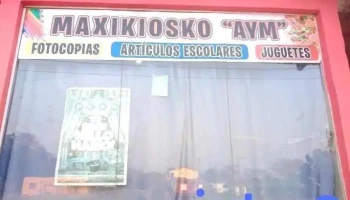 MAXIKIOSKO "AYM"
FOTOCOPIAS ARTÍCULOS ESCOLARES JUGUETES